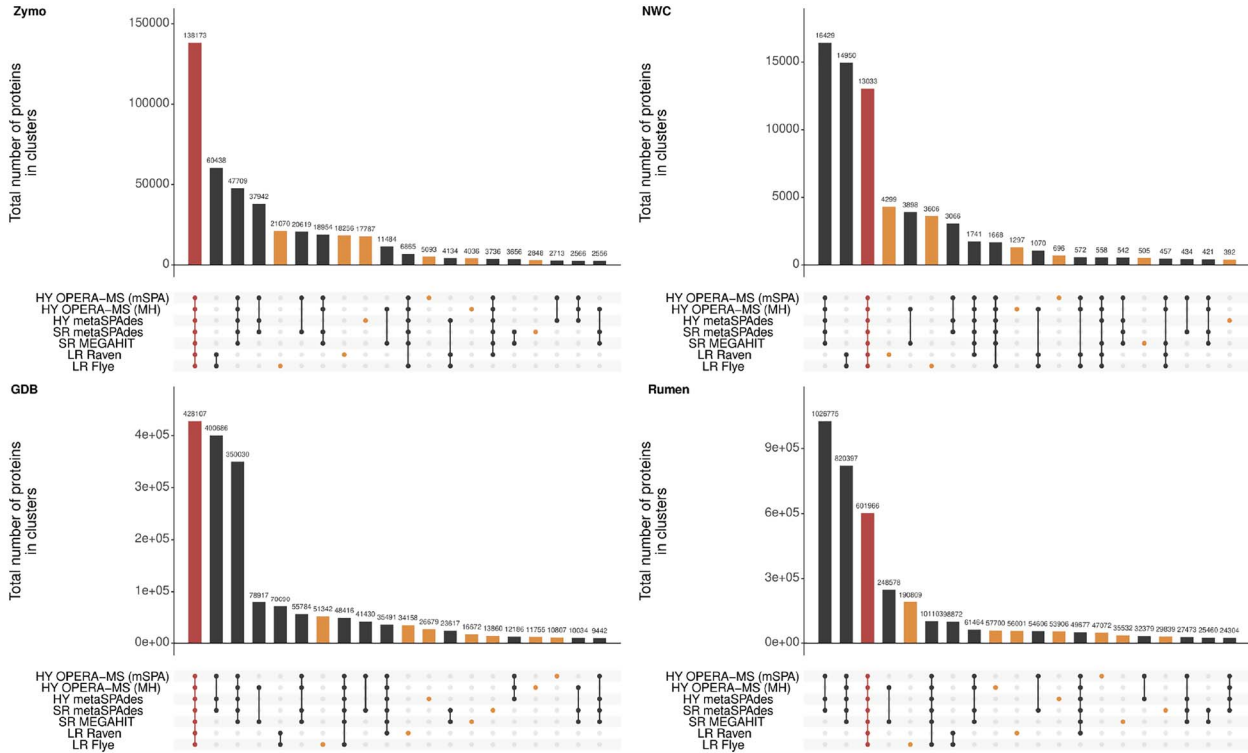 Zymo
Total number of proteins
in clusters
150000
100000
50000
0
138173
60438
47709
37942
21070
20619
18984
18256
17787
11484
6865
5093
4134
4036
3736
3656
2848
2713
2566
2556
HY OPERA-MS (mSPA)
HY OPERA-MS (MH)
HY metaSPAdes
SR metaSPAdes
SR MEGAHIT
LR Raven
LR Flye
NWC
Total number of proteins
in clusters
15000
10000
5000
0
16429
14950
13033
4299
3898
3606
3066
1741
1668
1297
1070
696
572
558
542
505
457
434
421
392
HY OPERA-MS (mSPA)
HY OPERA-MS (MH)
HY metaSPAdes
SR metaSPAdes
SR MEGAHIT
LR Raven
LR Flye
GDB
Total number of proteins
in clusters
4e+05
3e+05
2e+05
1e+05
0e+00
428107
400686
350030
78917
70090
55784
51342
48416
41430
35491
34158
26679
23617
16572
13860
12186
11755
10807
10034
9442
HY OPERA-MS (mSPA)
HY OPERA-MS (MH)
HY metaSPAdes
SR metaSPAdes
SR MEGAHIT
LR Raven
LR Flye
Rumen
Total number of proteins
in clusters
9e+05
6e+05
3e+05
0e+00
820397
248578
190809
101103
98872
61464
57700
56001
54606
53906
49677
47072
35532
32379
29839
27473
25460
24304
HY OPERA-MS (mSPA)
HY OPERA-MS (MH)
HY metaSPAdes
SR metaSPAdes
SR MEGAHIT
LR Raven
LR Flye